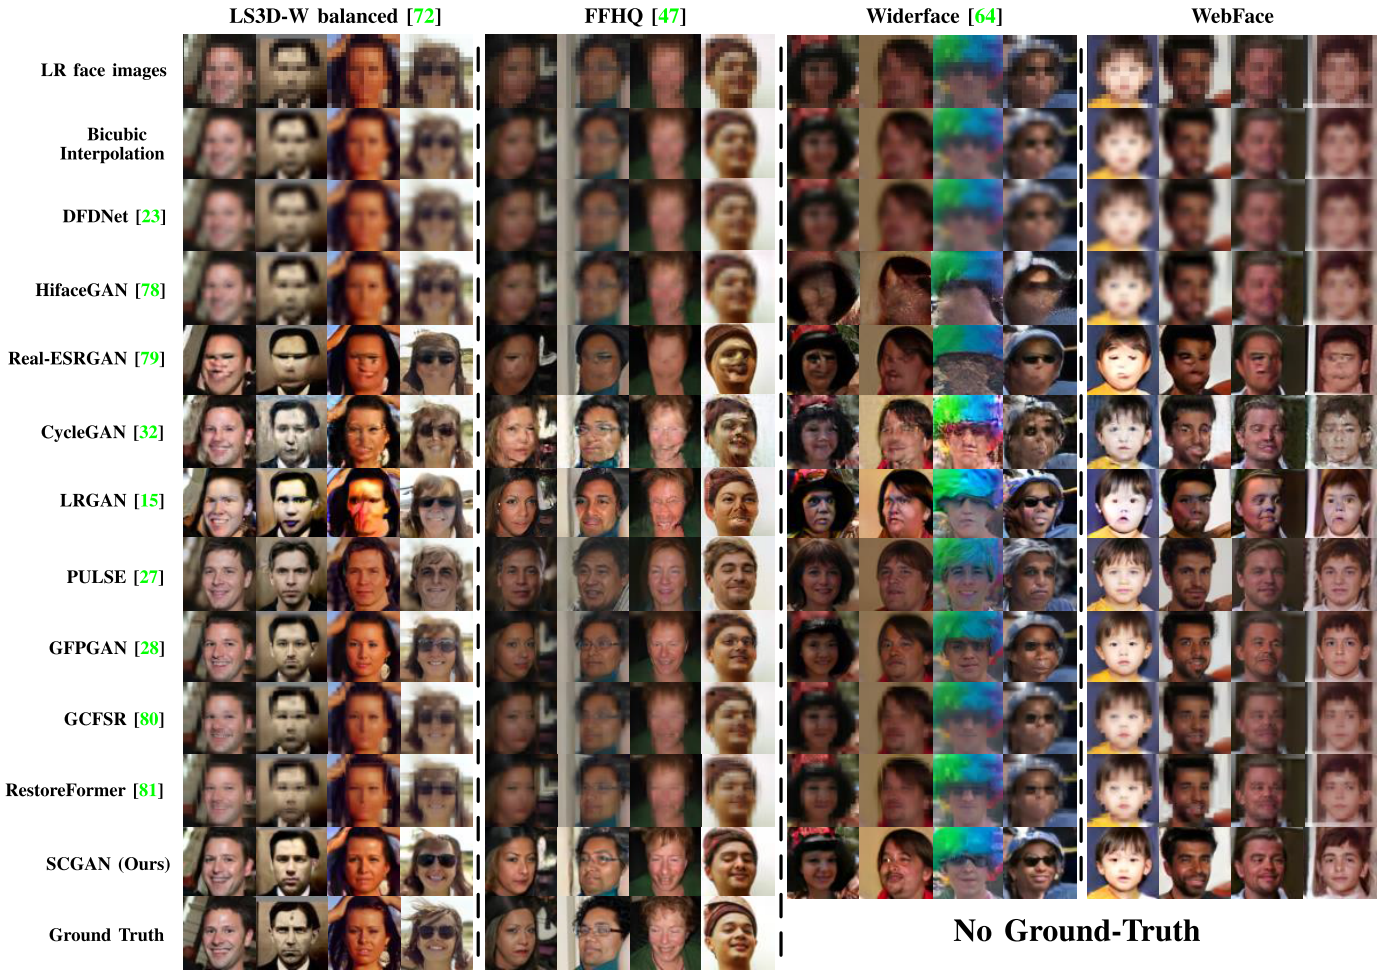 LS3D-W balanced [72]
FFHQ [47]
Widerface [64]
WebFace
LR face images
Bicubic
Interpolation
DFDNet [23]
HifaceGAN [78]
Real-ESRGAN [79]
CycleGAN [32]
LRGAN [15]
PULSE [27]
GFPGAN [28]
GCFSR [80]
RestoreFormer [81]
SCGAN (Ours)
Ground Truth
No Ground-Truth